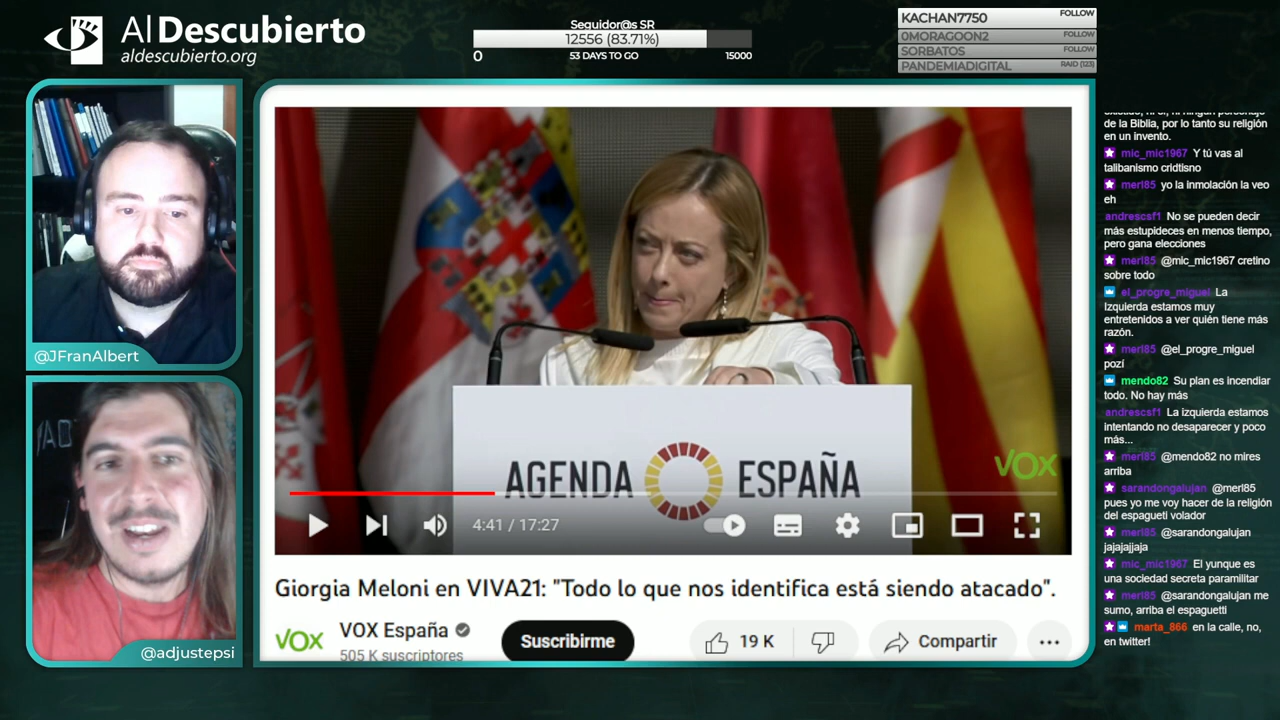 Al Descubierto
aldescubierto.org
Seguidor@s SR
12556 (83.71%)
0
53 DAYS TO GO
15000
KACHAN7750 FOLLOW
0MORAGOON2 FOLLOW
SORBATOS FOLLOW
PANDEMIADIGITAL RAID (123)
@JFranAlbert
@adjustepsi
AGENDA ESPAÑA
VOX
4:41 / 17:27
Giorgia Meloni en VIVA21: "Todo lo que nos identifica está siendo atacado".
VOX
VOX España
505 K suscriptores
Suscribirme
19 K
Compartir
de la Biblia, por lo tanto su religión
en un invento.
mic_mic1967 Y tú vas al
talibanismo cridtisno
merl85 yo la inmolación la veo
eh
andrescsf1 No se pueden decir
más estupideces en menos tiempo,
pero gana elecciones
merl85 @mic_mic1967 cretino
sobre todo
el_progre_miguel La
Izquierda estamos muy
entretenidos a ver quién tiene más
razón.
merl85 @el_progre_miguel
pozí
mendo82 Su plan es incendiar
todo. No hay más
andrescsf1 La izquierda estamos
intentando no desaparecer y poco
más...
merl85 @mendo82 no mires
arriba
sarandongalujan @merl85
pues yo me voy hacer de la religión
del espagueti volador
merl85 @sarandongalujan
jajajajjaja
mic_mic1967 El yunque es
una sociedad secreta paramilitar
merl85 @sarandongalujan me
sumo, arriba el espaguetti
marta_866 en la calle, no,
en twitter!